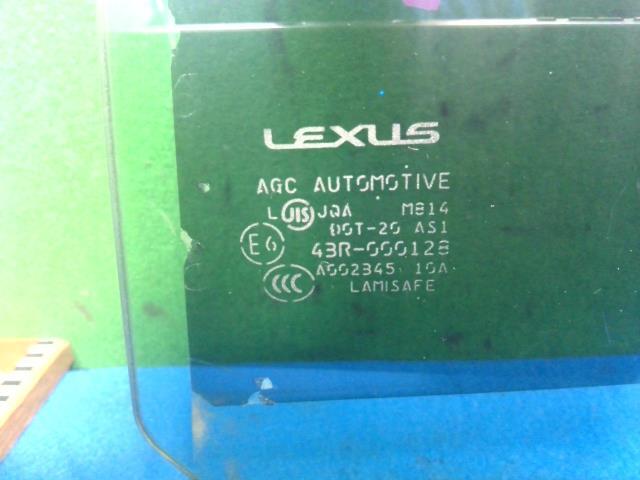 LEXUS
AGC AUTOMOTIVE
L JIS JQA M814
DOT-20 AS1
E6 43R-000128
CCC A002345 10A
LAMISAFE